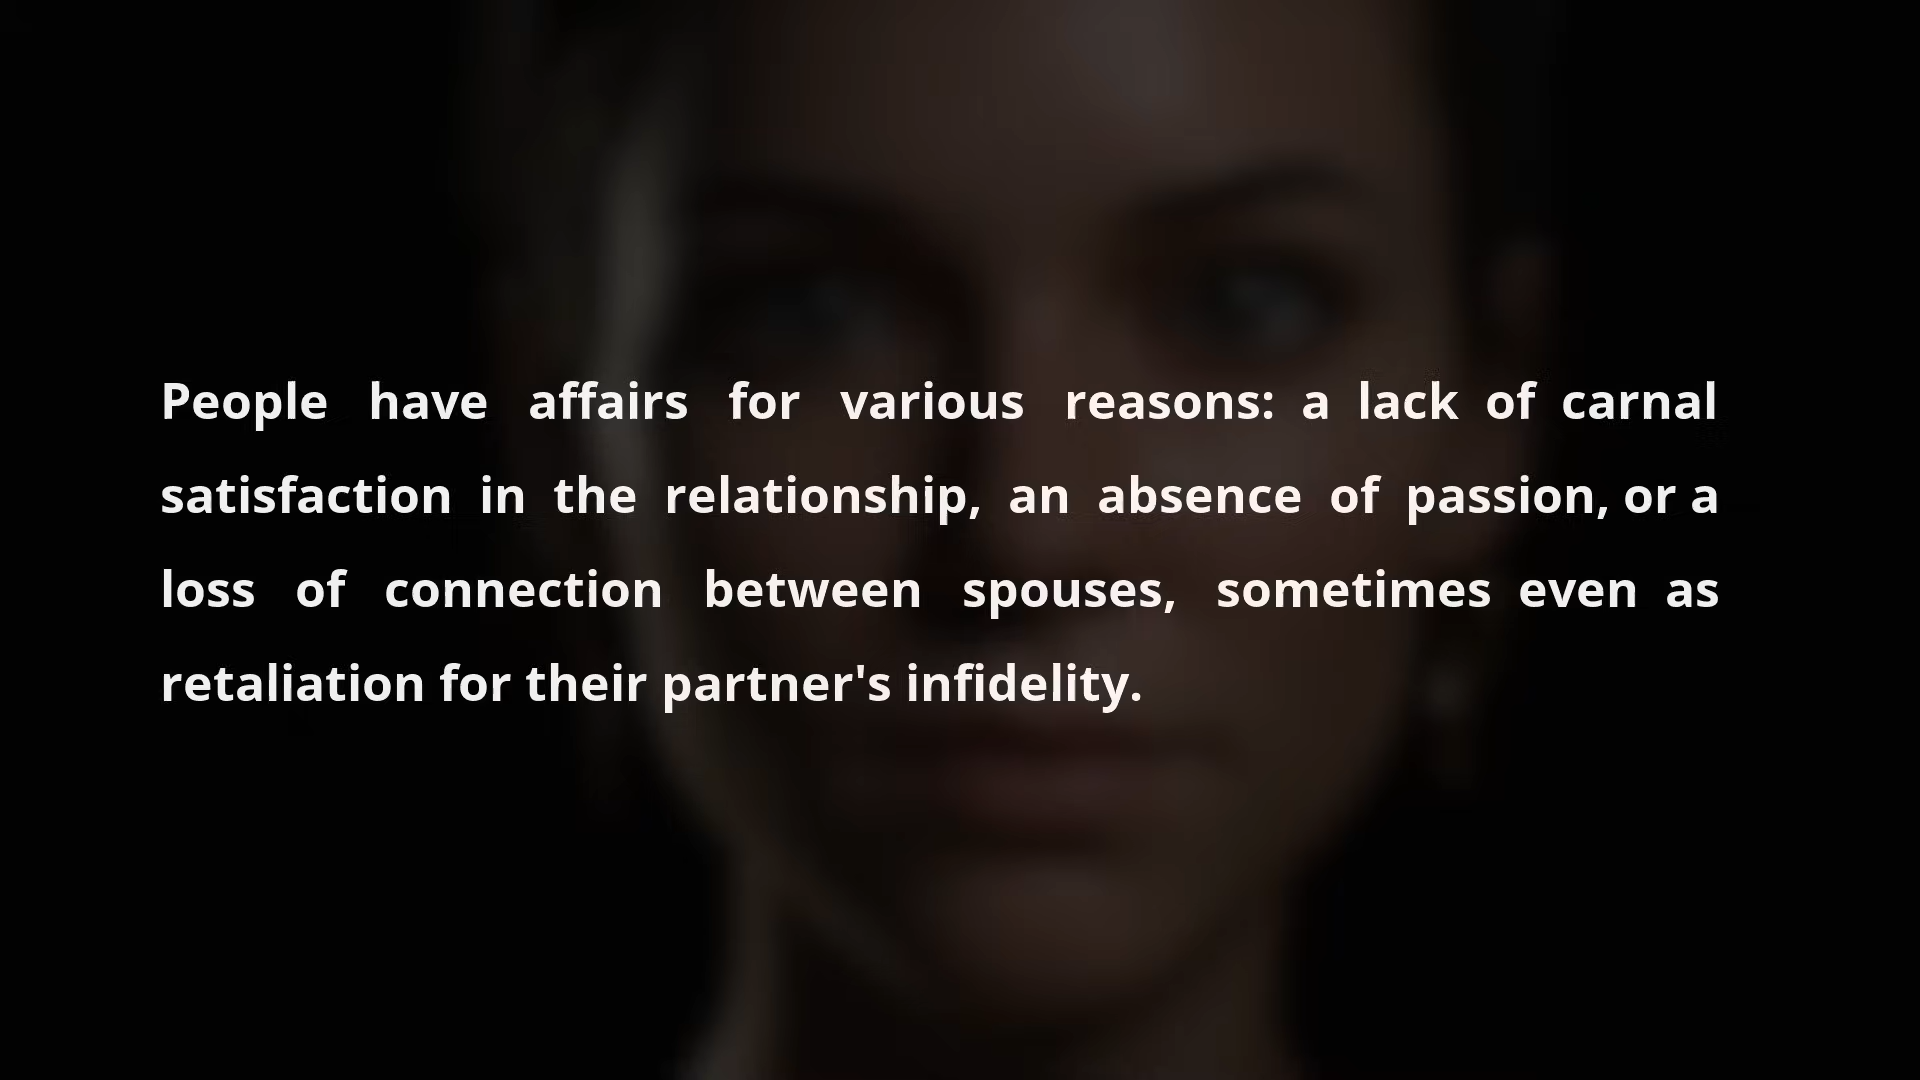 People have affairs for various reasons: a lack of carnal
satisfaction in the relationship, an absence of passion, or a
loss of connection between spouses, sometimes even as
retaliation for their partner's infidelity.